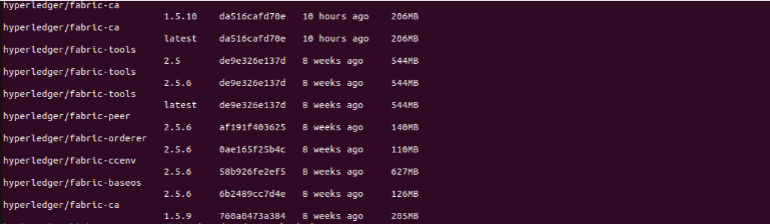 hyperledger/fabric-ca
1.5.10 da516cafd70e 10 hours ago 206MB
hyperledger/fabric-ca
latest da516cafd70e 10 hours ago 206MB
hyperledger/fabric-tools
2.5 de9e326e137d 8 weeks ago 544MB
hyperledger/fabric-tools
2.5.6 de9e326e137d 8 weeks ago 544MB
hyperledger/fabric-tools
latest de9e326e137d 8 weeks ago 544MB
hyperledger/fabric-peer
2.5.6 af191f403625 8 weeks ago 140MB
hyperledger/fabric-orderer
2.5.6 0ae165f25b4c 8 weeks ago 110MB
hyperledger/fabric-ccenv
2.5.6 58b926fe2ef5 8 weeks ago 627MB
hyperledger/fabric-baseos
2.5.6 6b2489cc7d4e 8 weeks ago 126MB
hyperledger/fabric-ca
1.5.9 760a0473a384 8 weeks ago 205MB